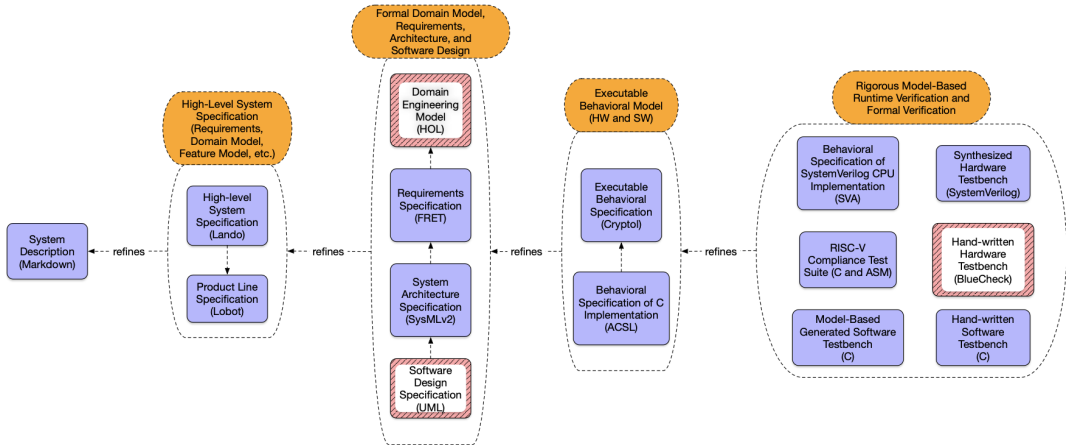 Formal Domain Model,
Requirements,
Architecture, and
Software Design
High-Level System
Specification
(Requirements,
Domain Model,
Feature Model, etc.)
Executable
Behavioral Model
(HW and SW)
Rigorous Model-Based
Runtime Verification and
Formal Verification
System
Description
(Markdown)
refines
High-level
System
Specification
(Lando)
Product Line
Specification
(Lobot)
refines
Domain
Engineering
Model
(HOL)
Requirements
Specification
(FRET)
System
Architecture
Specification
(SysMLv2)
Software
Design
Specification
(UML)
refines
Executable
Behavioral
Specification
(Cryptol)
Behavioral
Specification of C
Implementation
(ACSL)
refines
Behavioral
Specification of
SystemVerilog CPU
Implementation
(SVA)
Synthesized
Hardware
Testbench
(SystemVerilog)
RISC-V
Compliance Test
Suite (C and ASM)
Hand-written
Hardware
Testbench
(BlueCheck)
Model-Based
Generated Software
Testbench
(C)
Hand-written
Software
Testbench
(C)